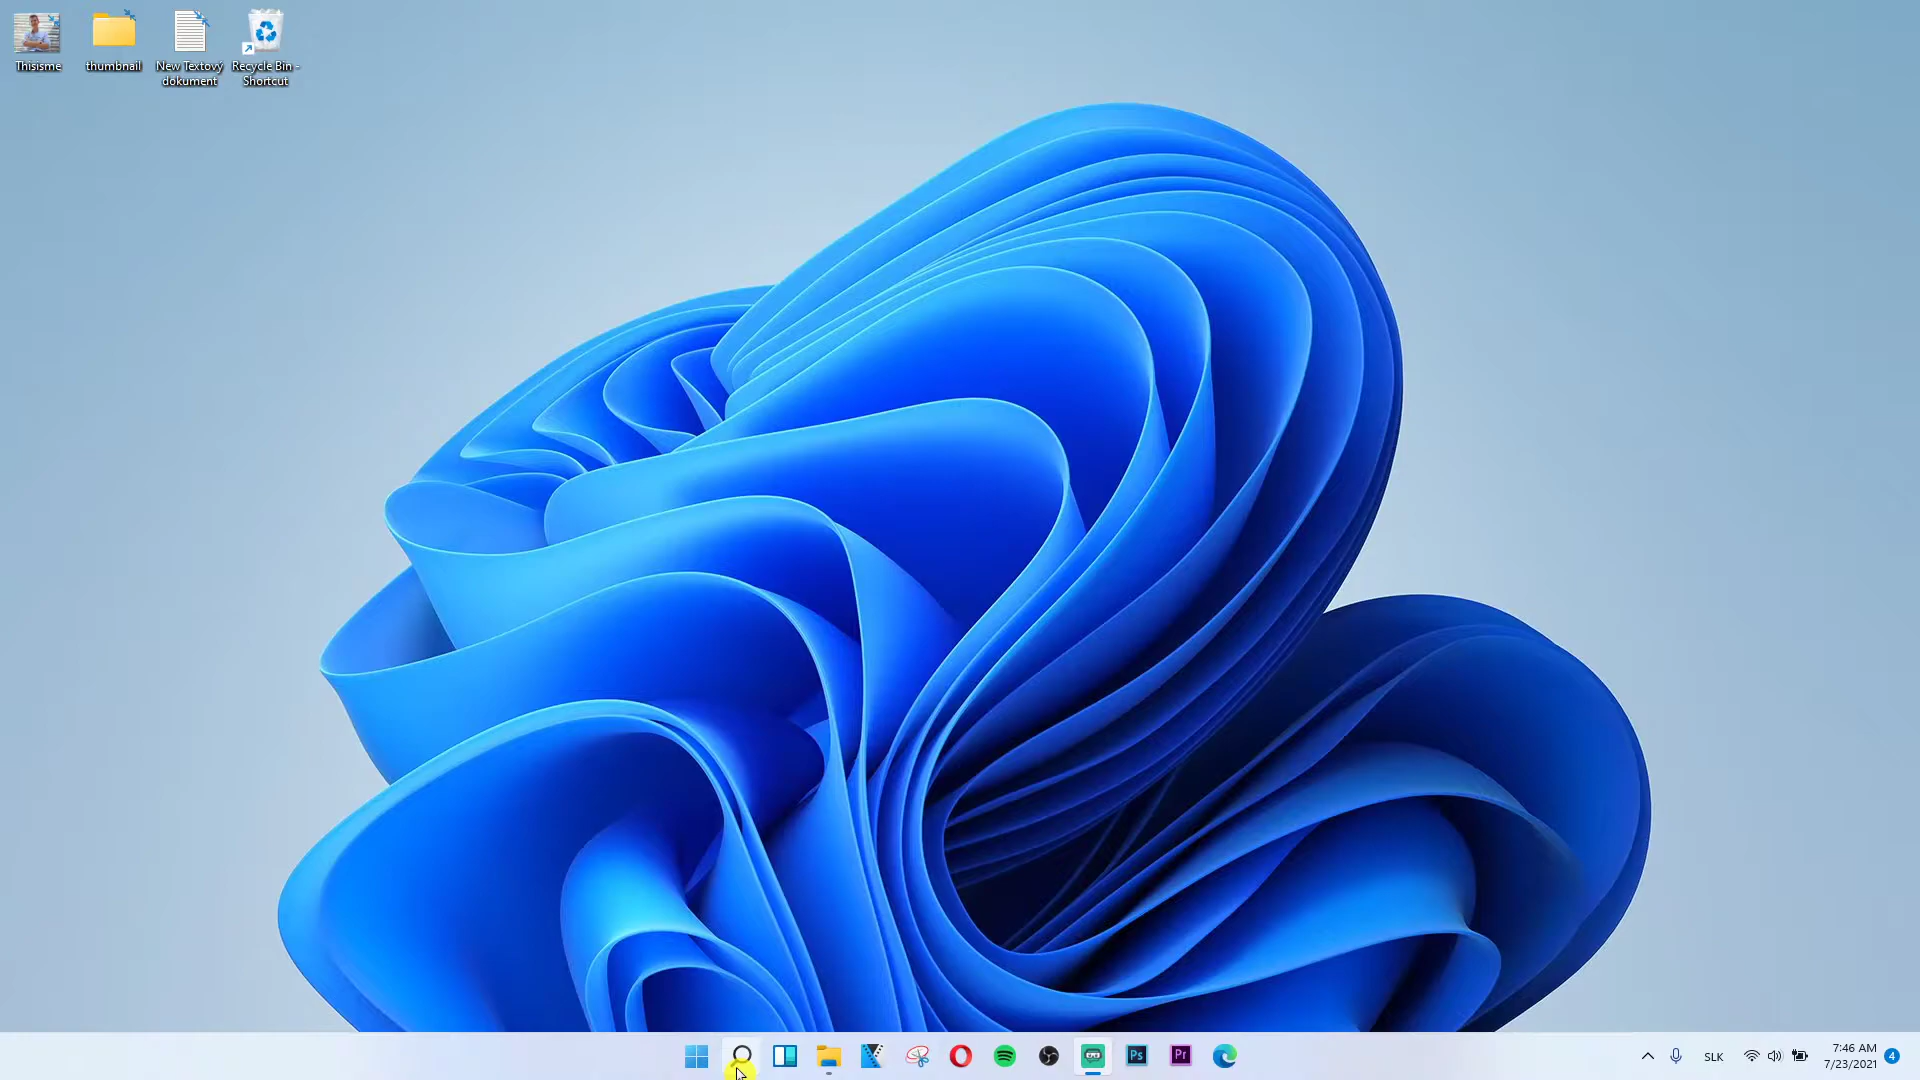 Thisisme
thumbnail
New Textový
dokument
Recycle Bin -
Shortcut
Ps
Pr
SLK
7:46 AM
7/23/2021
4